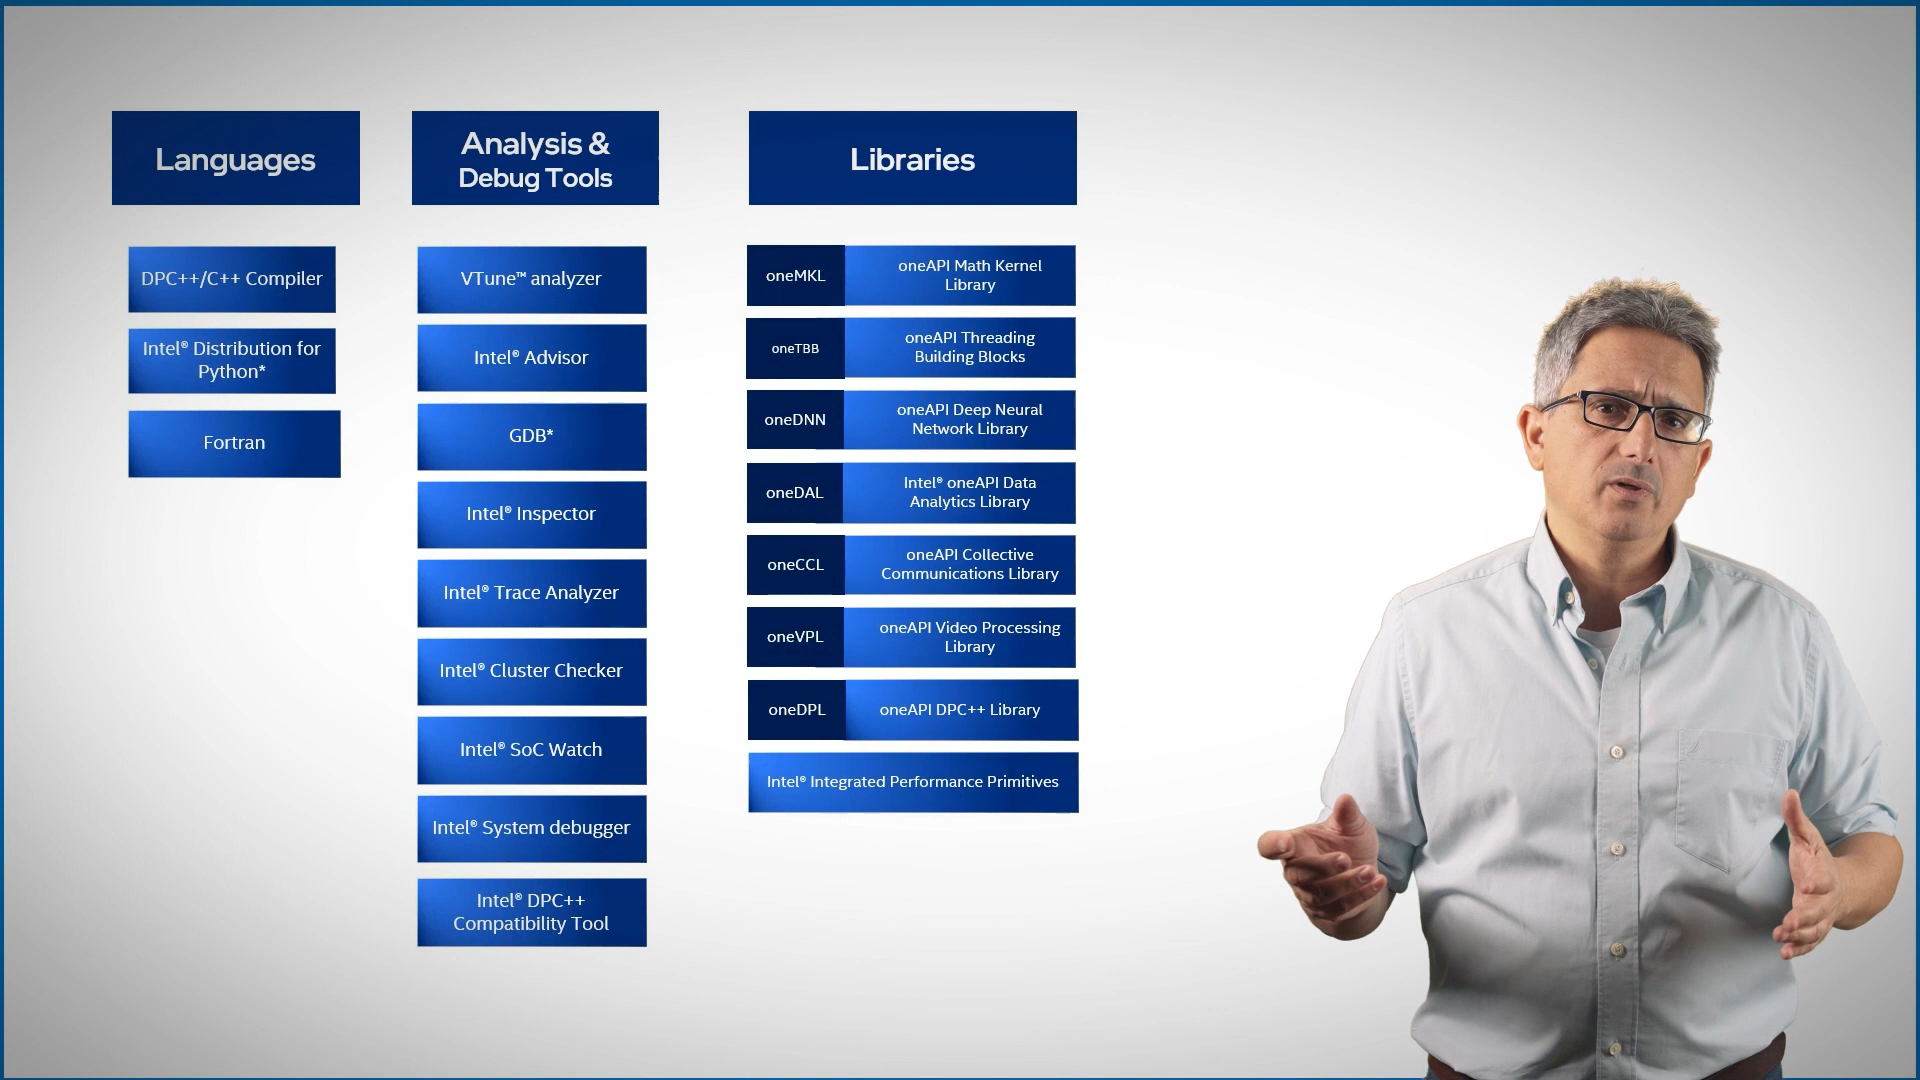 Languages
DPC++/C++ Compiler
Intel® Distribution for
Python*
Fortran
Analysis &
Debug Tools
VTune™ analyzer
Intel® Advisor
GDB*
Intel® Inspector
Intel® Trace Analyzer
Intel® Cluster Checker
Intel® SoC Watch
Intel® System debugger
Intel® DPC++
Compatibility Tool
Libraries
oneMKL
oneAPI Math Kernel
Library
oneTBB
oneAPI Threading
Building Blocks
oneDNN
oneAPI Deep Neural
Network Library
oneDAL
Intel® oneAPI Data
Analytics Library
oneCCL
oneAPI Collective
Communications Library
oneVPL
oneAPI Video Processing
Library
oneDPL
oneAPI DPC++ Library
Intel® Integrated Performance Primitives